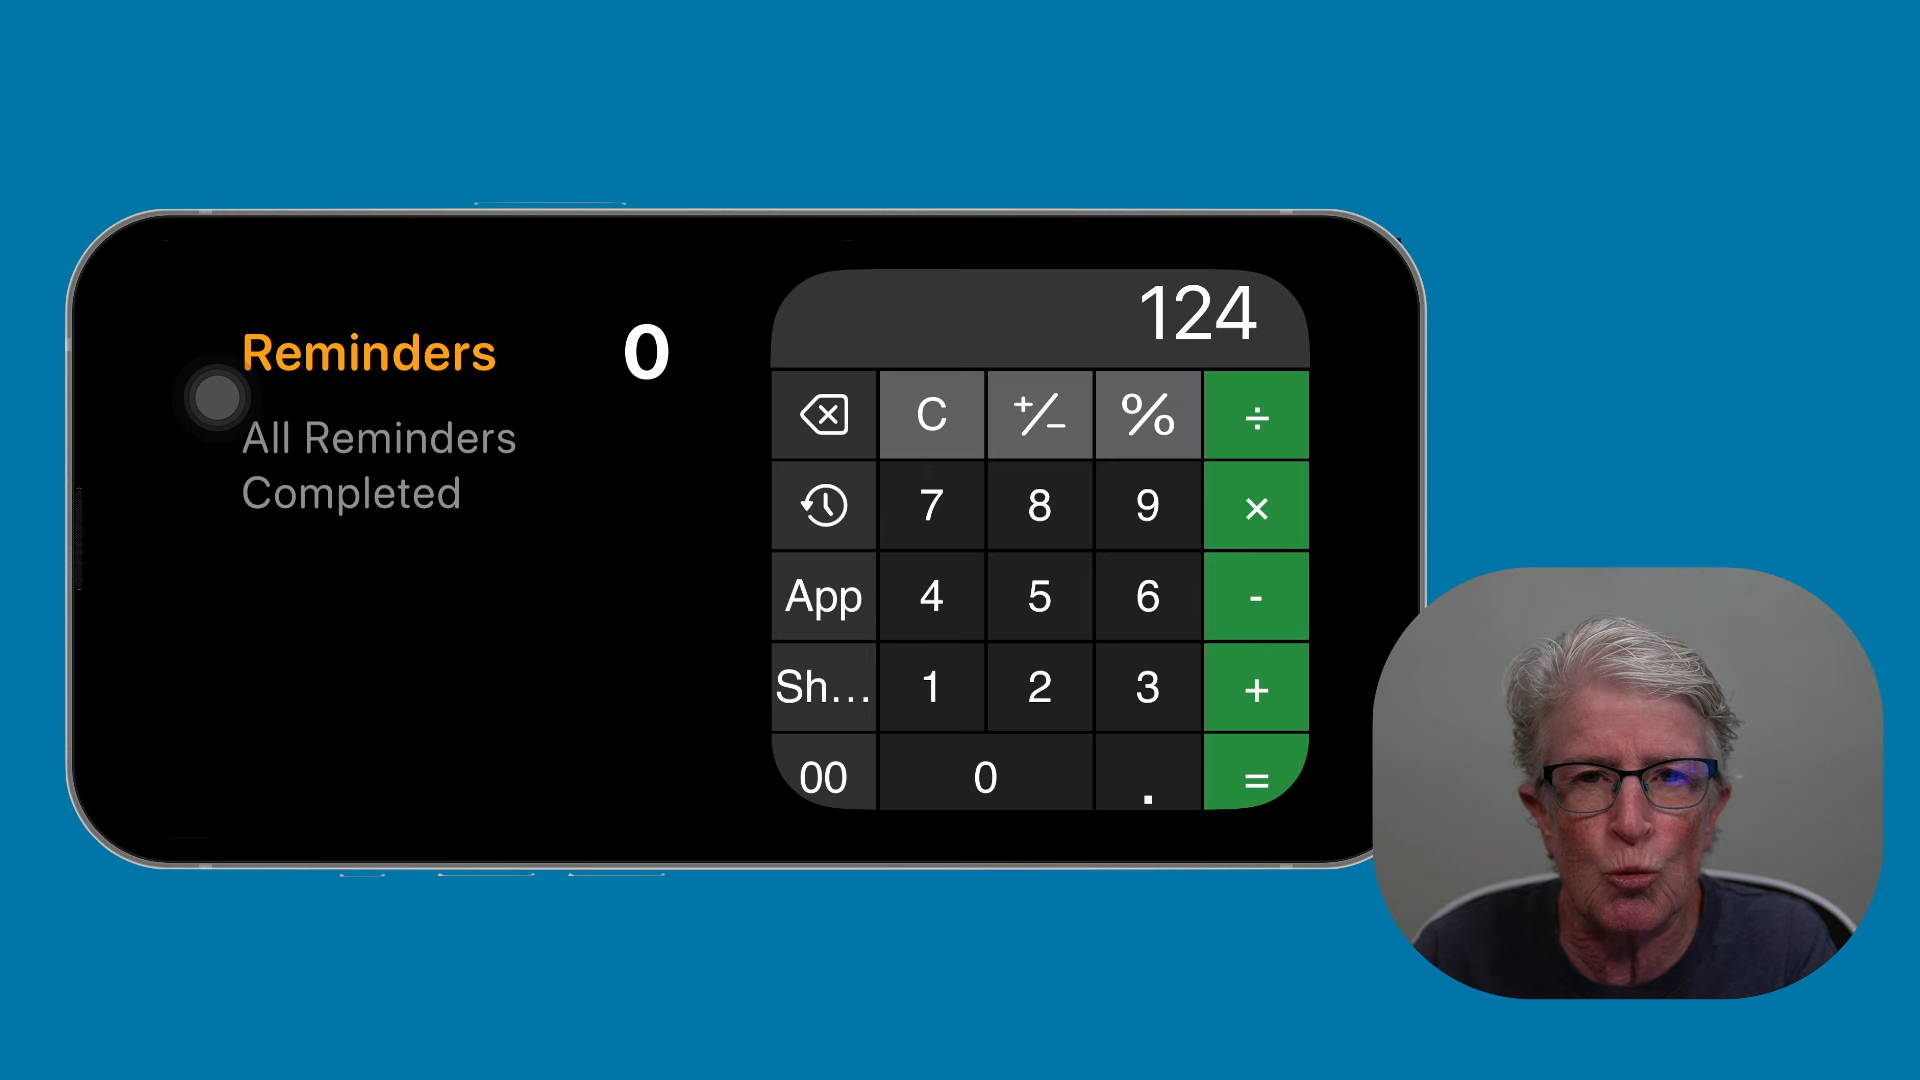 Reminders 0
All Reminders
Completed
124
C +/− % ÷
7 8 9 ×
App 4 5 6 -
Sh... 1 2 3 +
00 0 . =